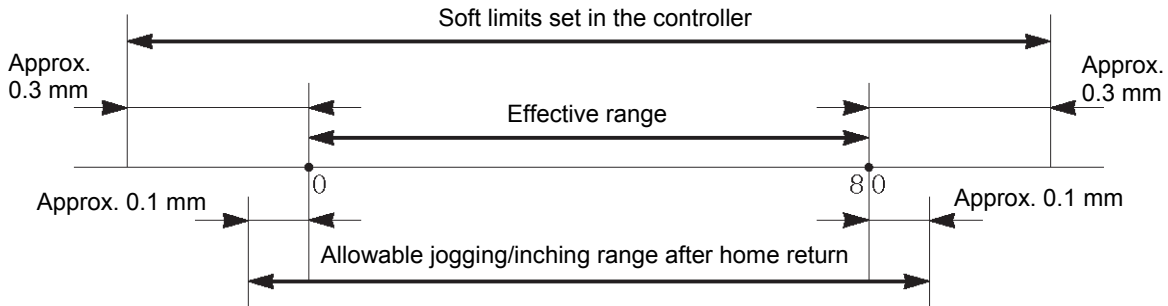 Soft limits set in the controller
Approx.
0.3 mm
Approx.
0.3 mm
Effective range
0
80
Approx. 0.1 mm
Approx. 0.1 mm
Allowable jogging/inching range after home return